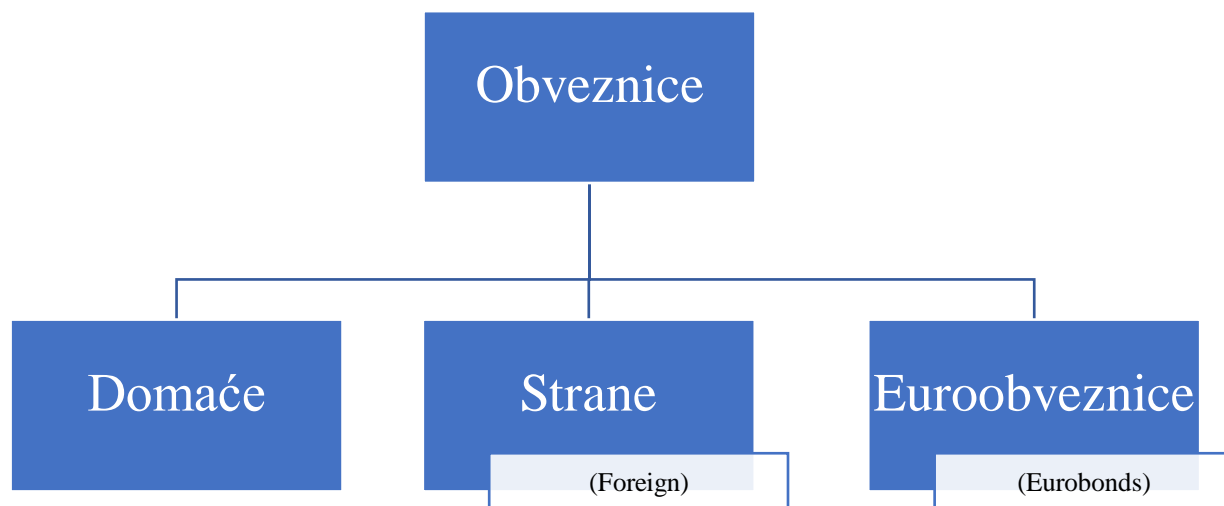 Obveznice
Domaće
Strane
Euroobveznice
(Foreign)
(Eurobonds)